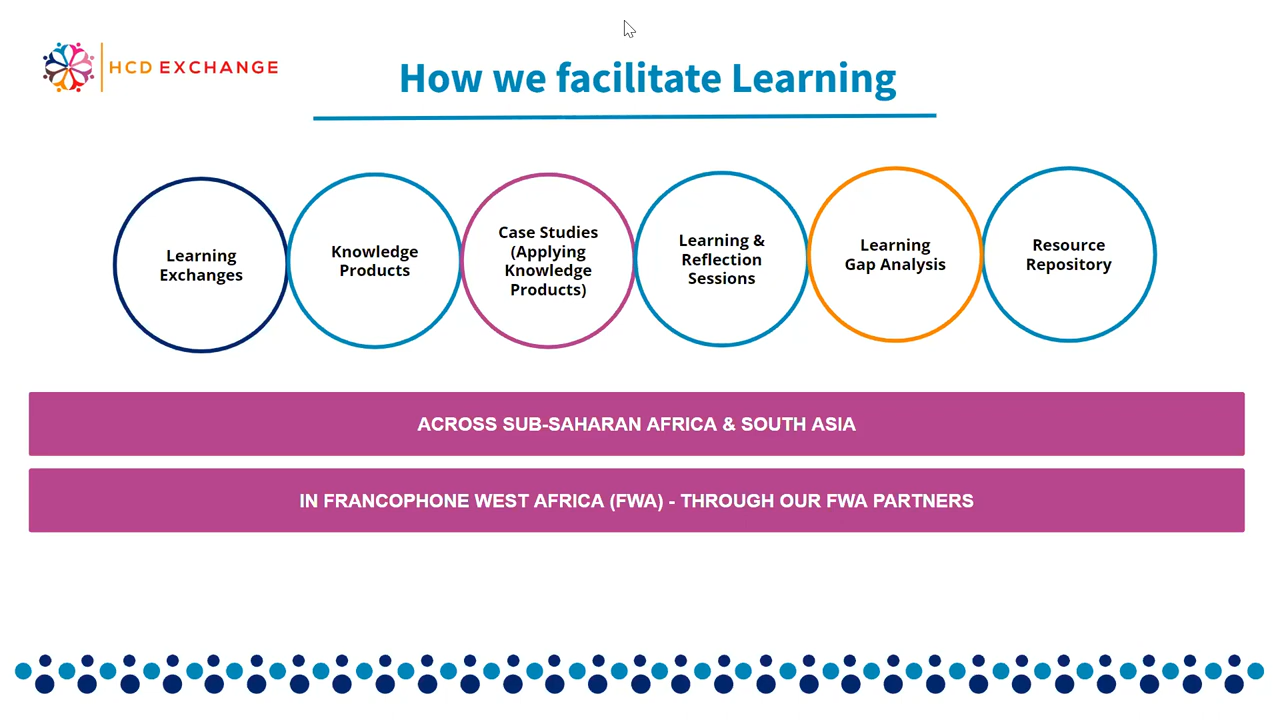 HCD EXCHANGE
How we facilitate Learning
Learning
Exchanges
Knowledge
Products
Case Studies
(Applying
Knowledge
Products)
Learning &
Reflection
Sessions
Learning
Gap Analysis
Resource
Repository
ACROSS SUB-SAHARAN AFRICA & SOUTH ASIA
IN FRANCOPHONE WEST AFRICA (FWA) - THROUGH OUR FWA PARTNERS